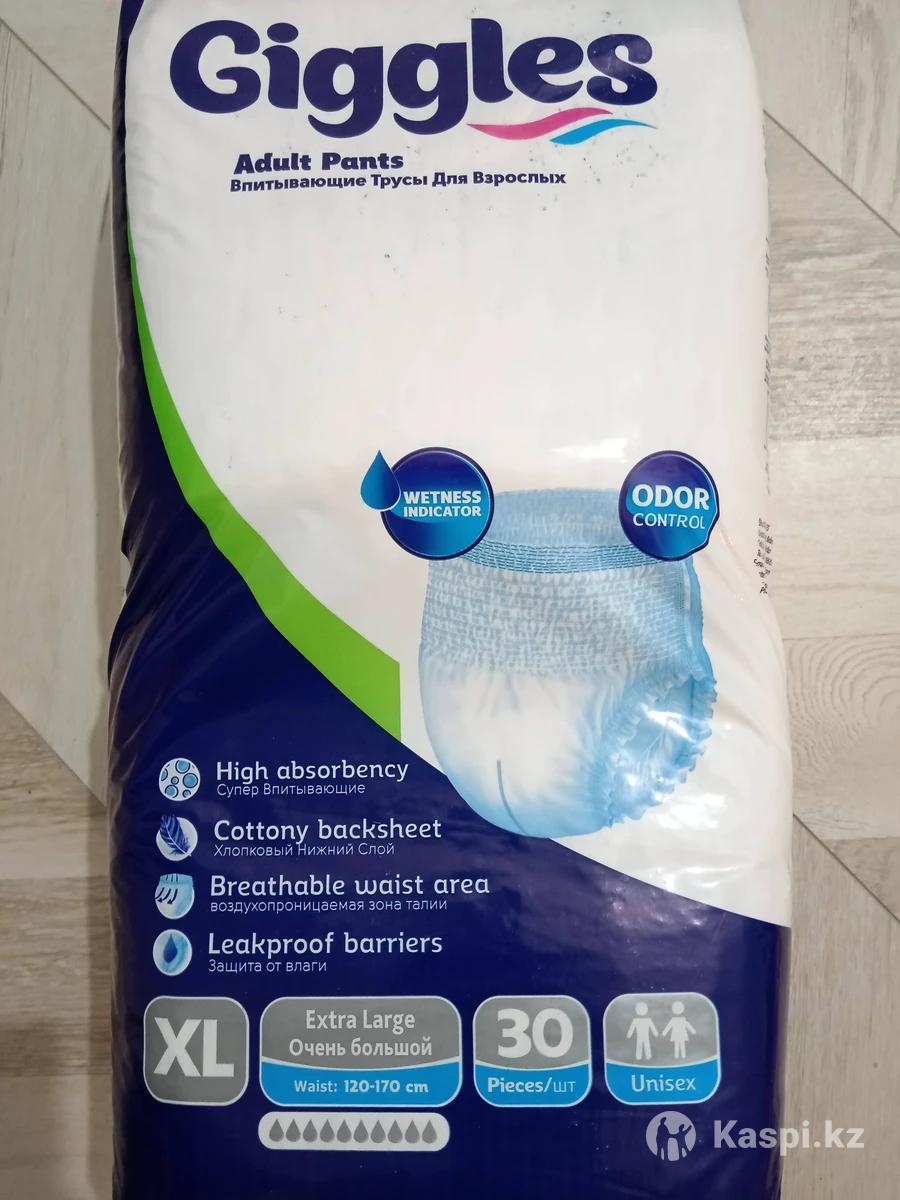 Giggles
Adult Pants
Впитывающие Трусы Для Взрослых
WETNESS
INDICATOR
ODOR
CONTROL
High absorbency
Супер Впитывающие
Cottony backsheet
Хлопковый Нижний Слой
Breathable waist area
воздухопроницаемая зона талии
Leakproof barriers
Защита от влаги
XL
Extra Large
Очень большой
Waist: 120-170 cm
30
Pieces/шт
Unisex
Kaspi.kz